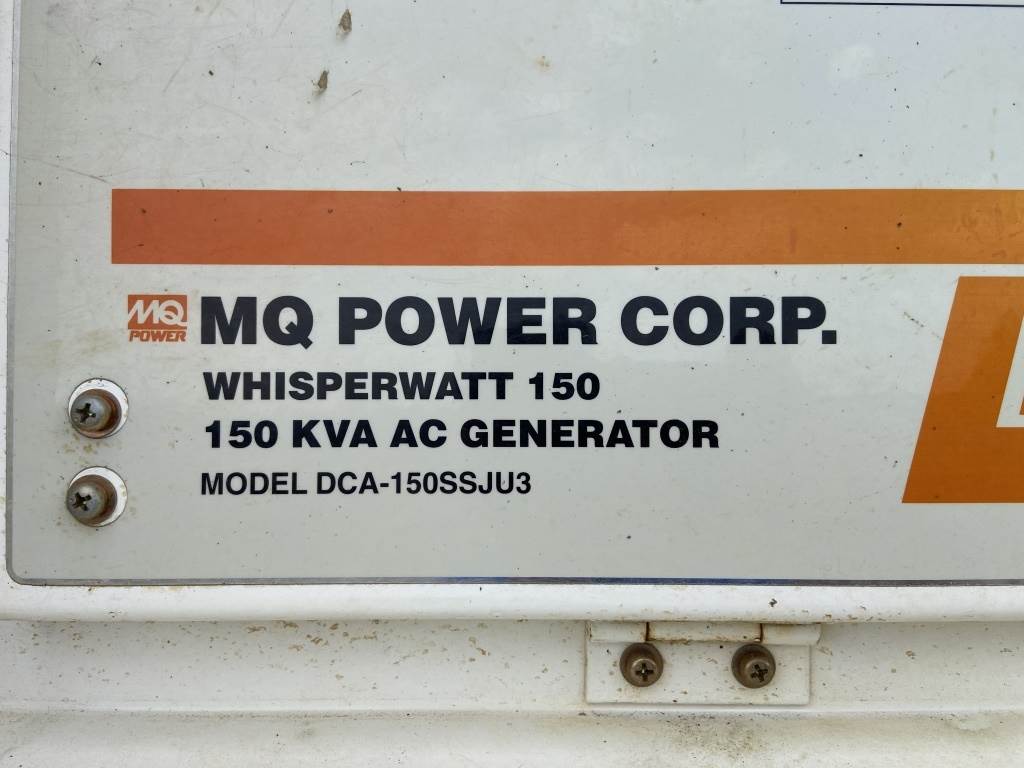 MQ
POWER
MQ POWER CORP.
WHISPERWATT 150
150 KVA AC GENERATOR
MODEL DCA-150SSJU3